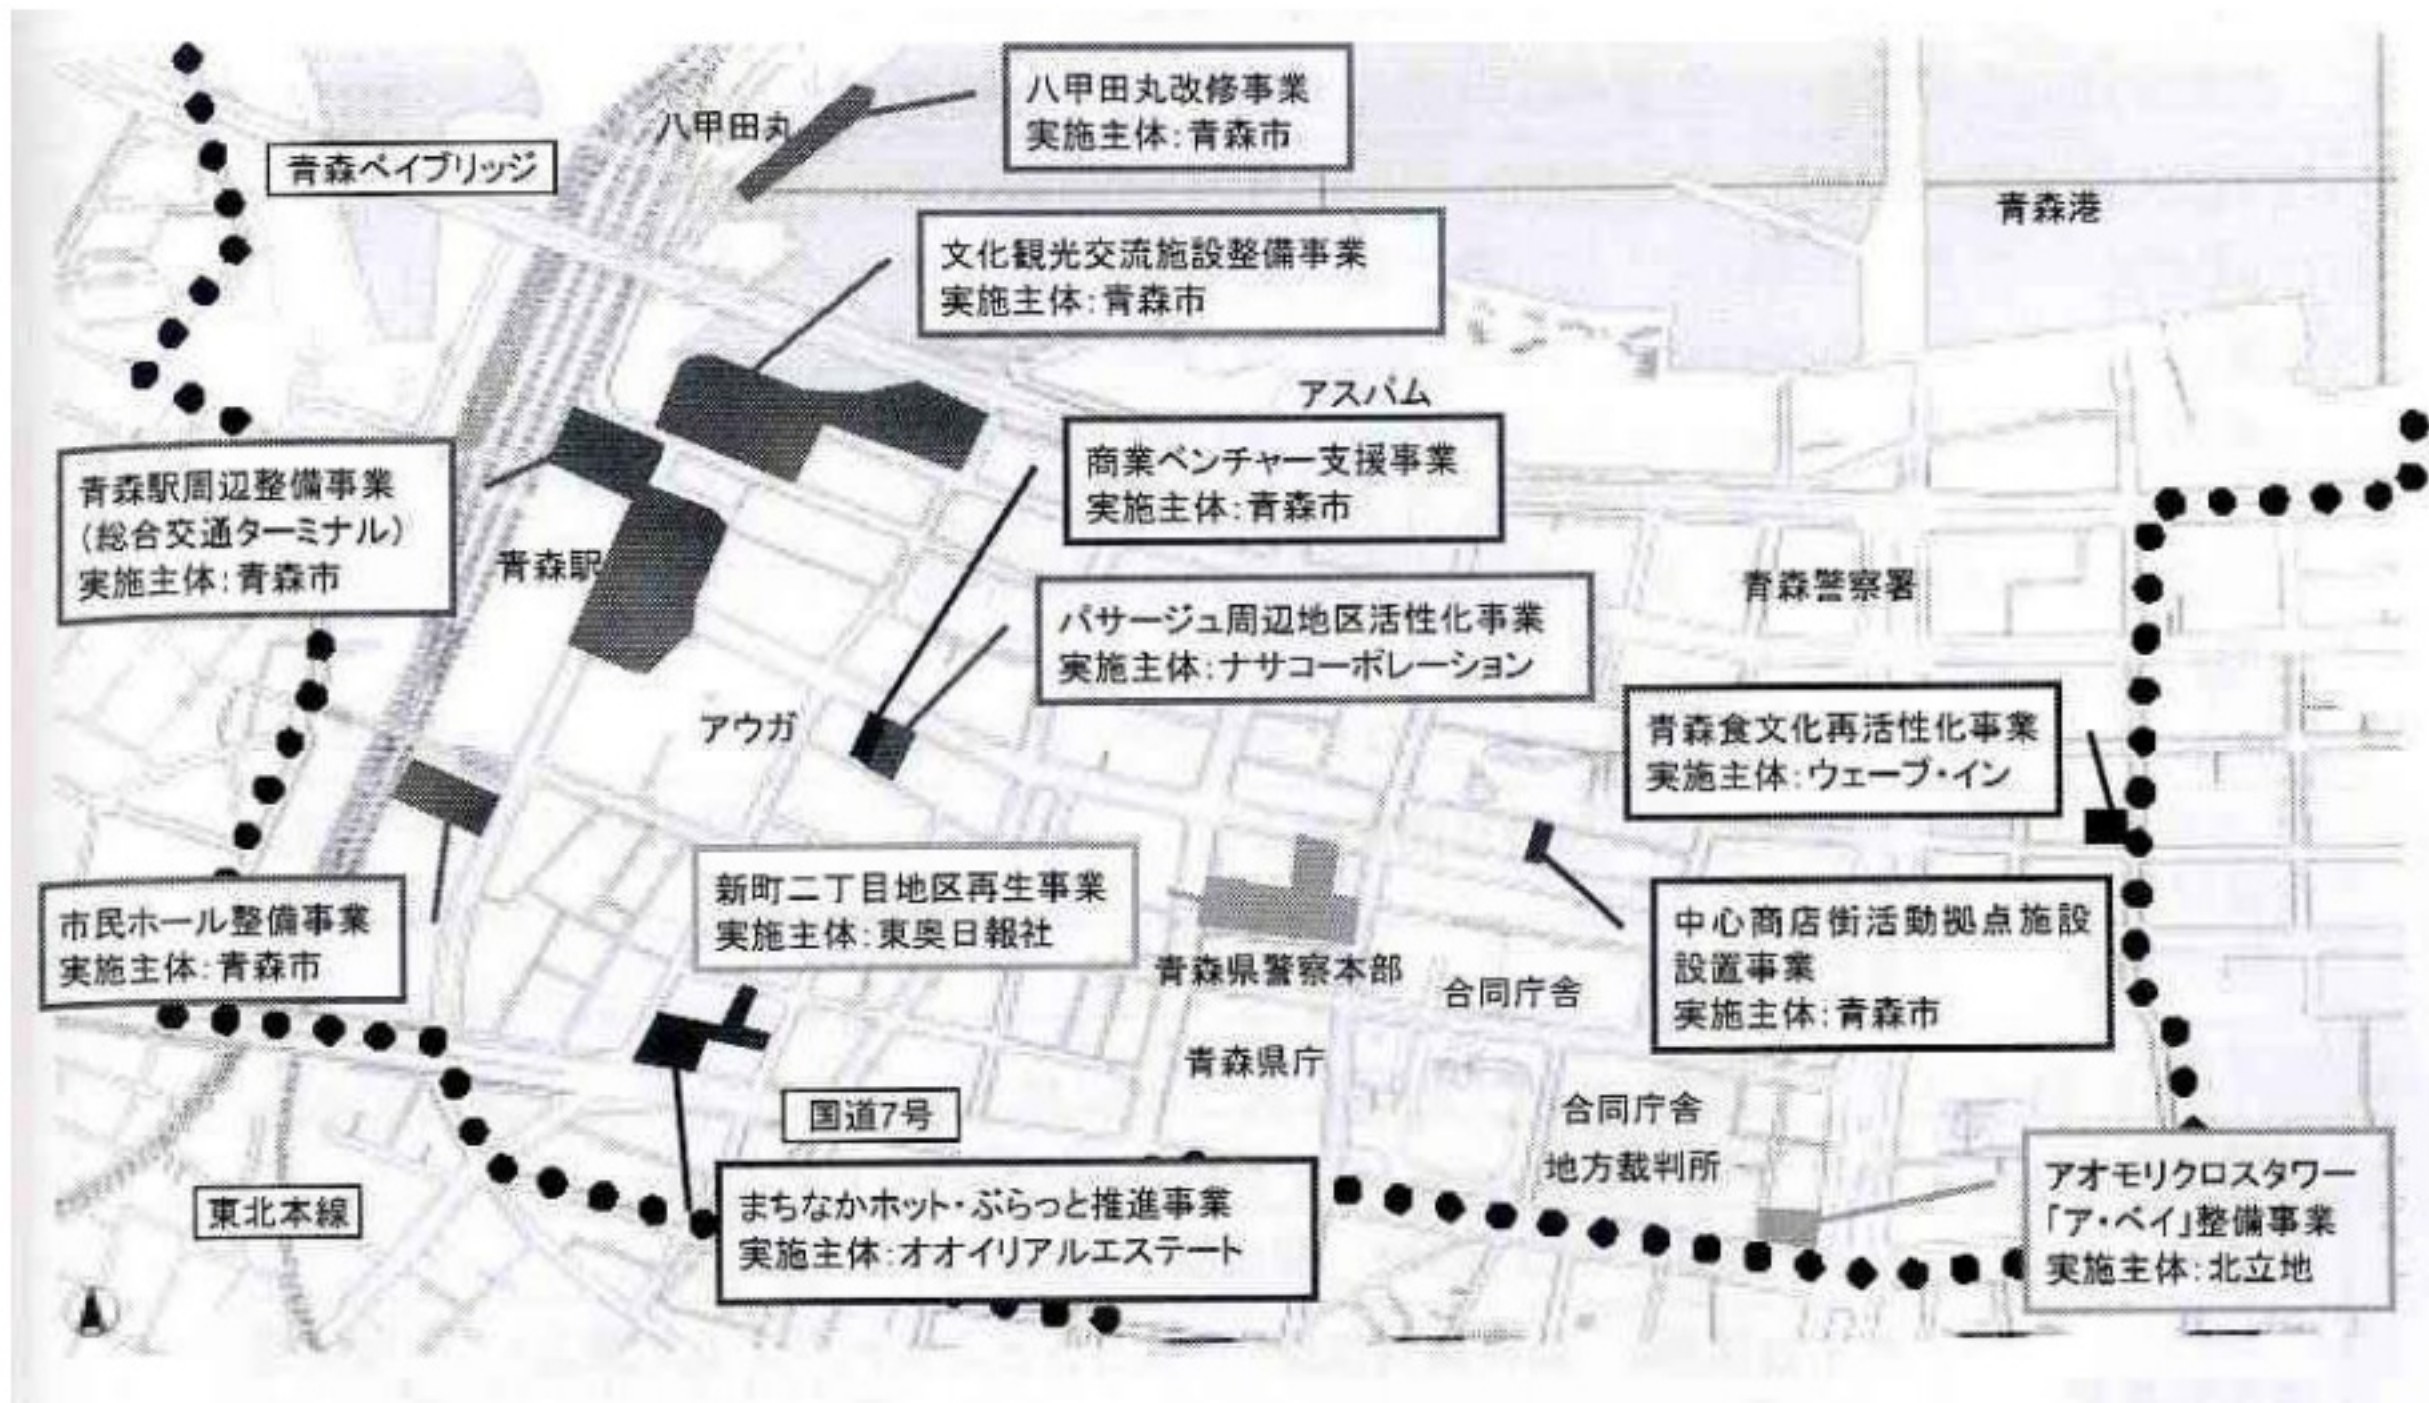 八甲田丸改修事業
実施主体：青森市
八甲田丸
青森ベイブリッジ
青森港
文化観光交流施設整備事業
実施主体：青森市
アスパム
商業ベンチャー支援事業
実施主体：青森市
青森駅周辺整備事業
（総合交通ターミナル）
実施主体：青森市
青森駅
青森警察署
パサージュ周辺地区活性化事業
実施主体：ナサコーポレーション
アウガ
青森食文化再活性化事業
実施主体：ウェーブ・イン
新町二丁目地区再生事業
実施主体：東奥日報社
市民ホール整備事業
実施主体：青森市
中心商店街活動拠点施設
設置事業
実施主体：青森市
青森県警察本部
合同庁舎
青森県庁
国道7号
合同庁舎
地方裁判所
アオモリクロスタワー
「ア・ベイ」整備事業
実施主体：北立地
東北本線
まちなかホット・ぷらっと推進事業
実施主体：オオイリアルエステート